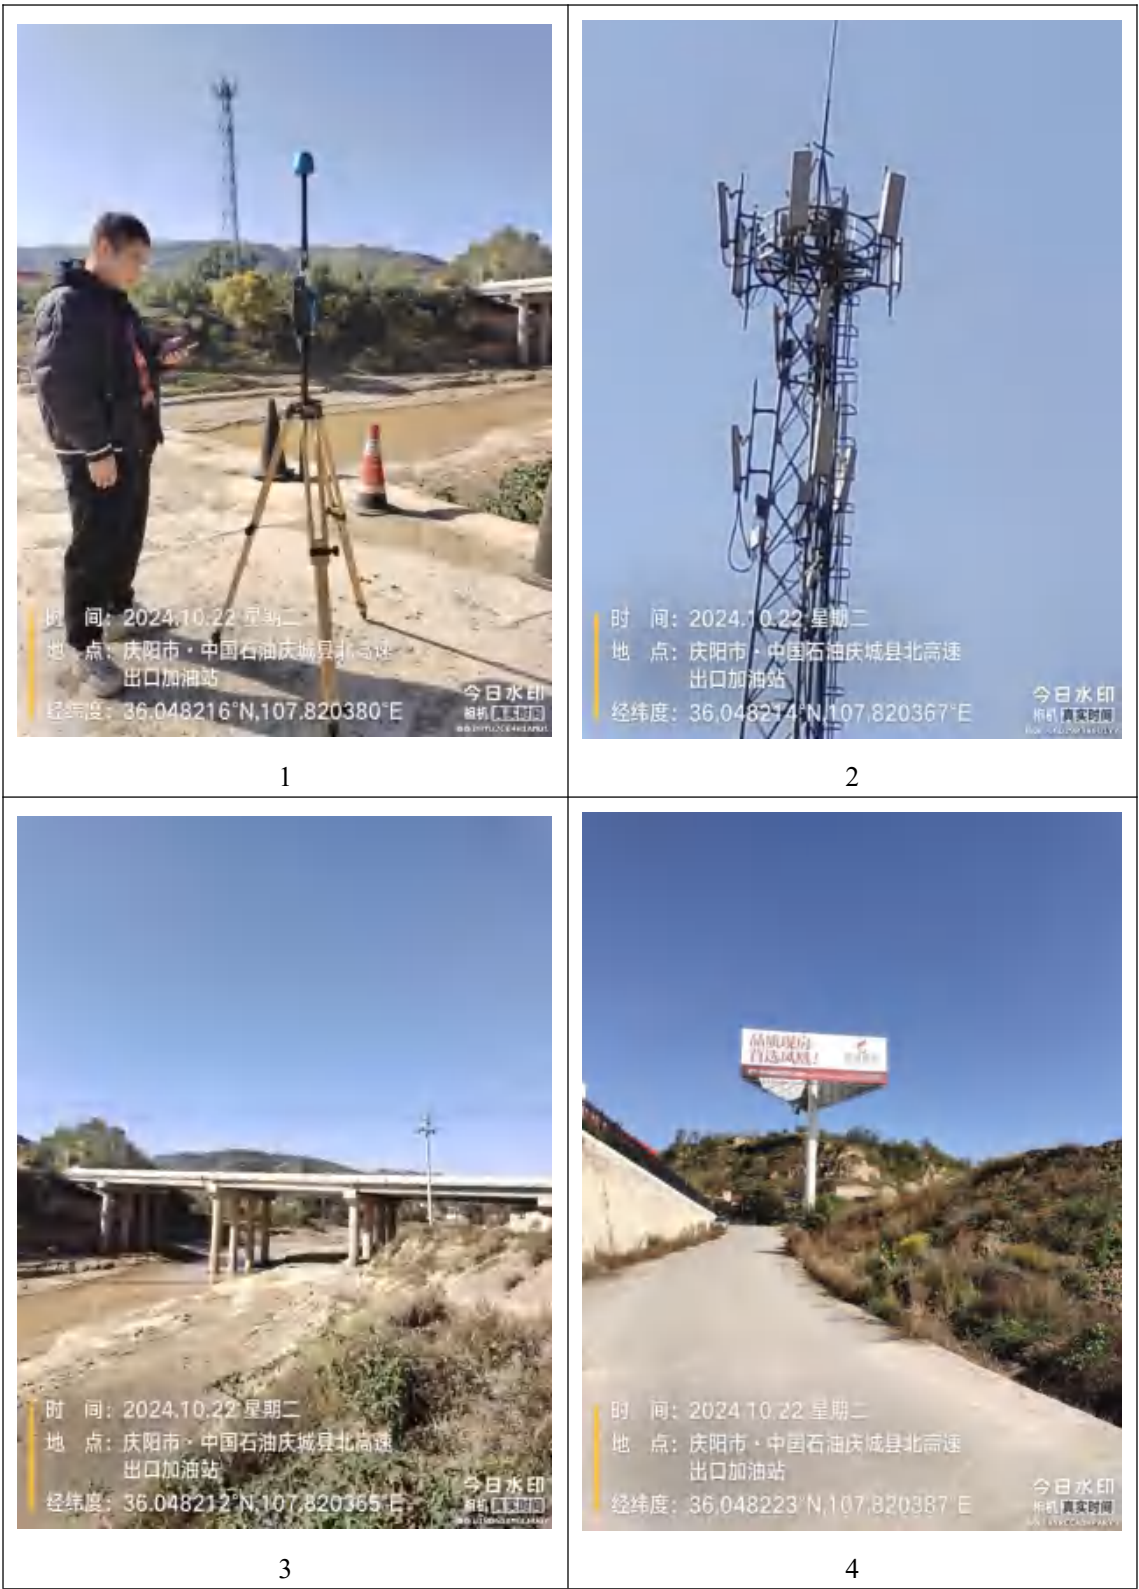 时 间：2024.10.22 星期二
地 点：庆阳市·中国石油庆城县北高速
出口加油站
经纬度：36.048216°N,107.820380°E
今日水印
相机 真实时间
1
时 间：2024.10.22 星期二
地 点：庆阳市·中国石油庆城县北高速
出口加油站
经纬度：36.048214°N,107.820367°E
今日水印
相机 真实时间
2
时 间：2024.10.22 星期二
地 点：庆阳市·中国石油庆城县北高速
出口加油站
经纬度：36.048212°N,107.820365°E
今日水印
相机 真实时间
3
品质现房
首选凤凰！
时 间：2024.10.22 星期二
地 点：庆阳市·中国石油庆城县北高速
出口加油站
经纬度：36.048223°N,107.820387°E
今日水印
相机 真实时间
4